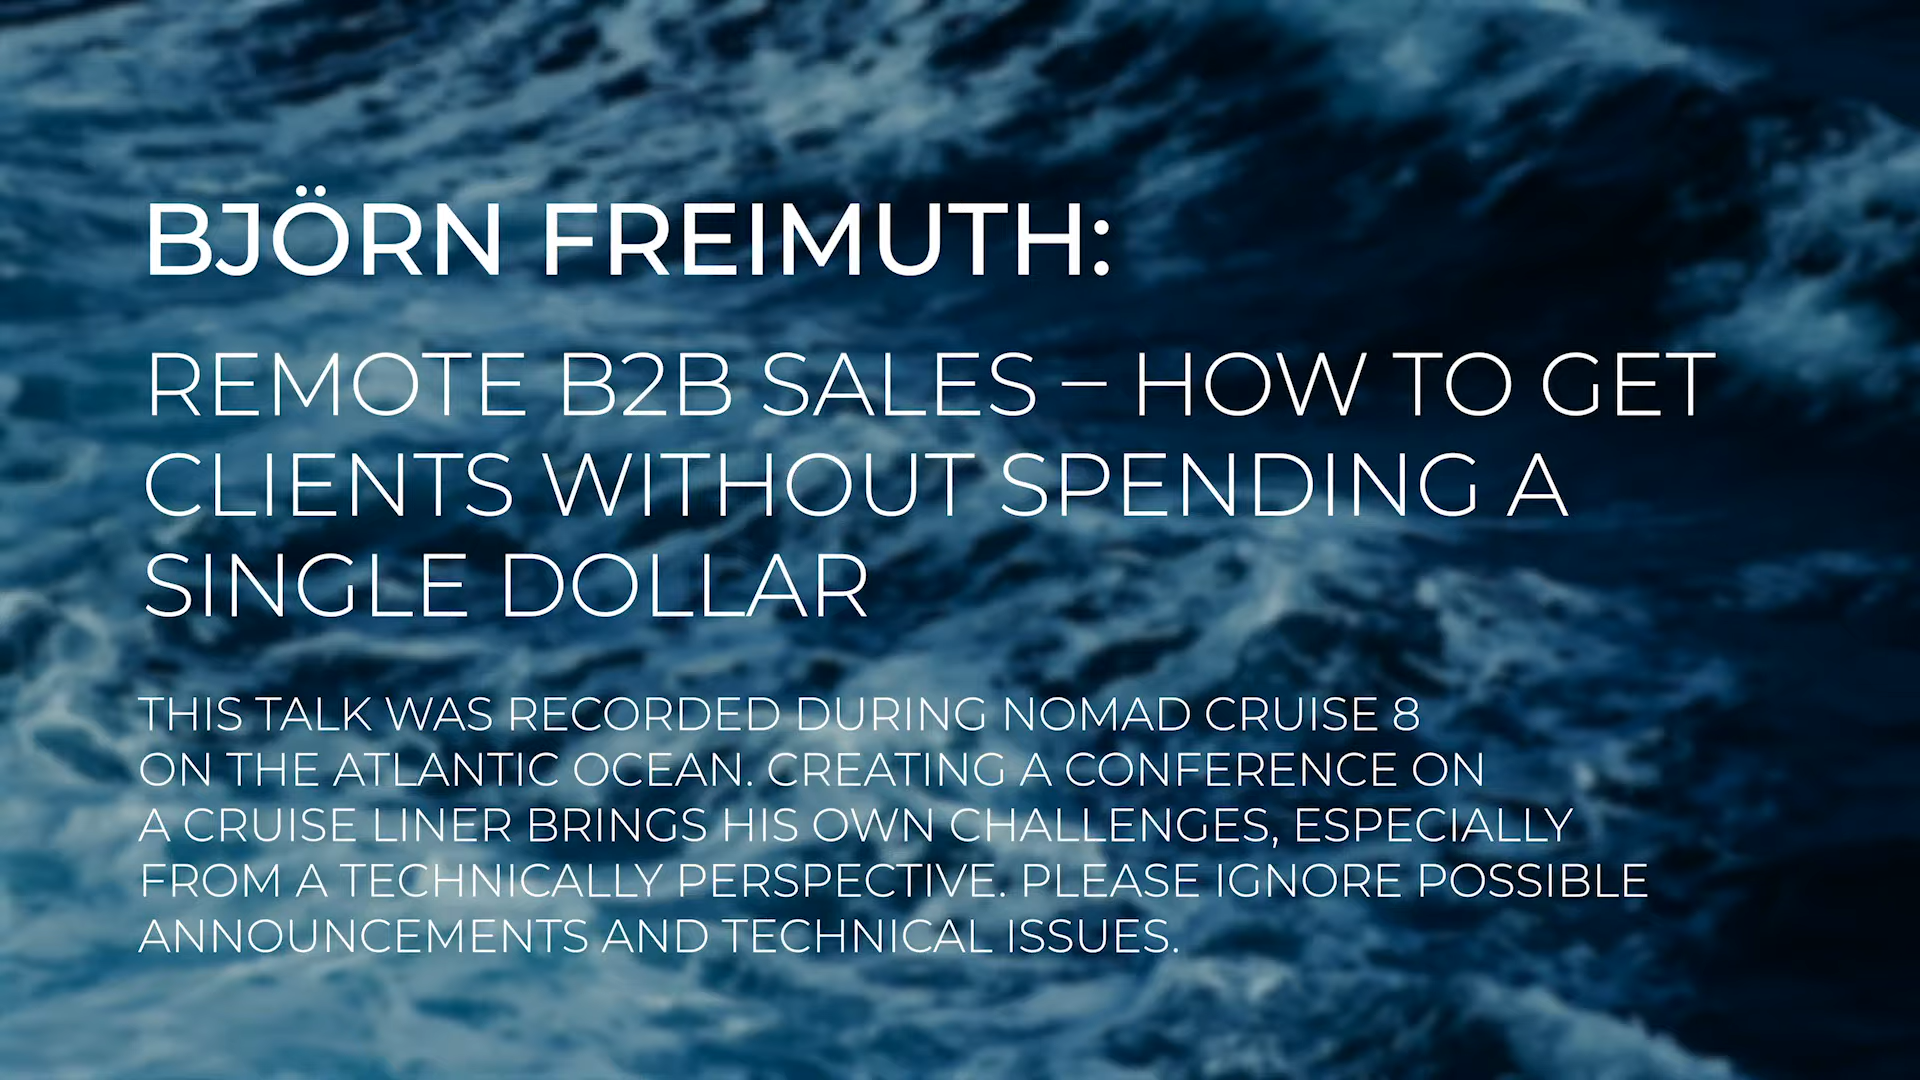 BJÖRN FREIMUTH:
REMOTE B2B SALES – HOW TO GET
CLIENTS WITHOUT SPENDING A
SINGLE DOLLAR
THIS TALK WAS RECORDED DURING NOMAD CRUISE 8
ON THE ATLANTIC OCEAN. CREATING A CONFERENCE ON
A CRUISE LINER BRINGS HIS OWN CHALLENGES, ESPECIALLY
FROM A TECHNICALLY PERSPECTIVE. PLEASE IGNORE POSSIBLE
ANNOUNCEMENTS AND TECHNICAL ISSUES.